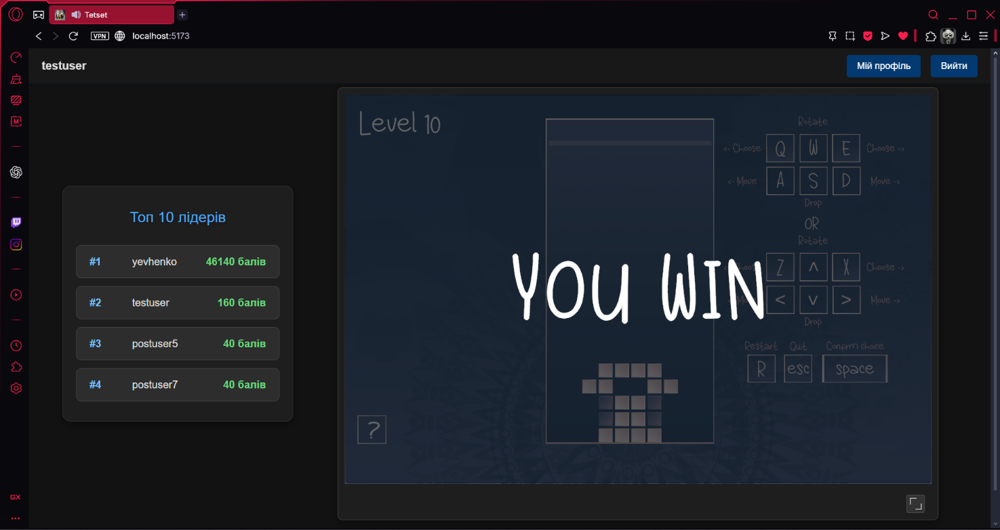 Tetset
VPN localhost:5173
testuser
Мій профіль
Вийти
Топ 10 лідерів
#1 yevhenko 46140 балів
#2 testuser 160 балів
#3 postuser5 40 балів
#4 postuser7 40 балів
Level 10
Rotate
<- Choose Q W E Choose ->
<- Move A S D Move ->
Drop
OR
Rotate
Z ^ X Choose ->
< v > Move ->
Drop
YOU WIN
Restart Quit Confirm choice
R esc space
?
GX
M